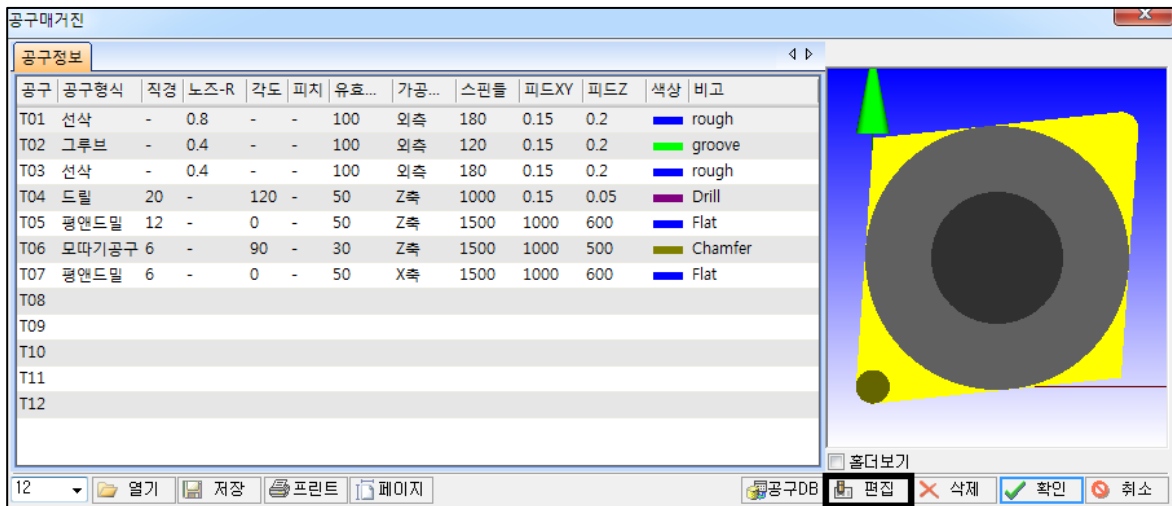 공구매거진
공구정보
공구 공구형식 직경 노즈-R 각도 피치 유효... 가공... 스핀들 피드XY 피드Z 색상 비고
T01 선삭 - 0.8 - - 100 외측 180 0.15 0.2 rough
T02 그루브 - 0.4 - - 100 외측 120 0.15 0.2 groove
T03 선삭 - 0.4 - - 100 외측 180 0.15 0.2 rough
T04 드릴 20 - 120 - 50 Z축 1000 0.15 0.05 Drill
T05 평앤드밀 12 - 0 - 50 Z축 1500 1000 600 Flat
T06 모따기공구 6 - 90 - 30 Z축 1500 1000 500 Chamfer
T07 평앤드밀 6 - 0 - 50 X축 1500 1000 600 Flat
T08
T09
T10
T11
T12
홀더보기
12 열기 저장 프린트 페이지 공구DB 편집 삭제 확인 취소